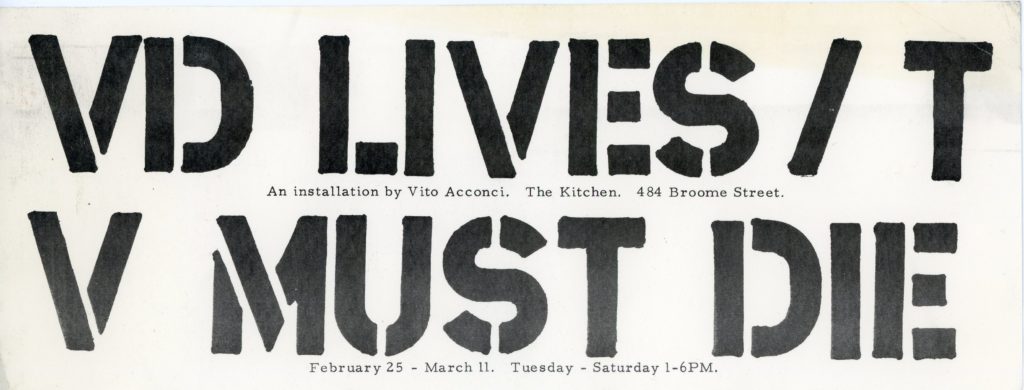 VD LIVES / T
An installation by Vito Acconci. The Kitchen. 484 Broome Street.
V MUST DIE
February 25 - March 11. Tuesday - Saturday 1-6PM.